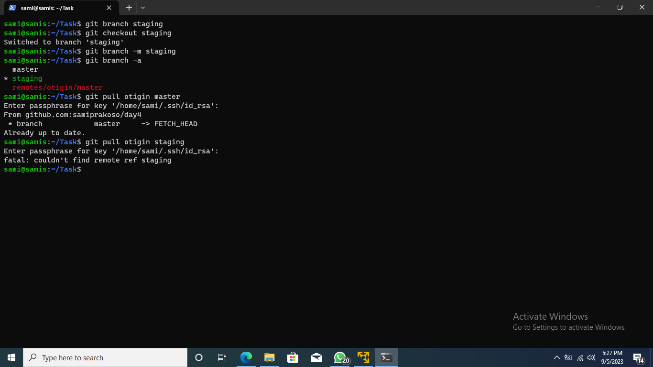 sami@samis: ~/Task
sami@samis:~/Task$ git branch staging
sami@samis:~/Task$ git checkout staging
Switched to branch 'staging'
sami@samis:~/Task$ git branch -m staging
sami@samis:~/Task$ git branch -a
  master
* staging
  remotes/otigin/master
sami@samis:~/Task$ git pull otigin master
Enter passphrase for key '/home/sami/.ssh/id_rsa':
From github.com:samiprakoso/day4
 * branch            master     -> FETCH_HEAD
Already up to date.
sami@samis:~/Task$ git pull otigin staging
Enter passphrase for key '/home/sami/.ssh/id_rsa':
fatal: couldn't find remote ref staging
sami@samis:~/Task$
Activate Windows
Go to Settings to activate Windows.
Type here to search
20
5:27 PM
9/5/2023
14